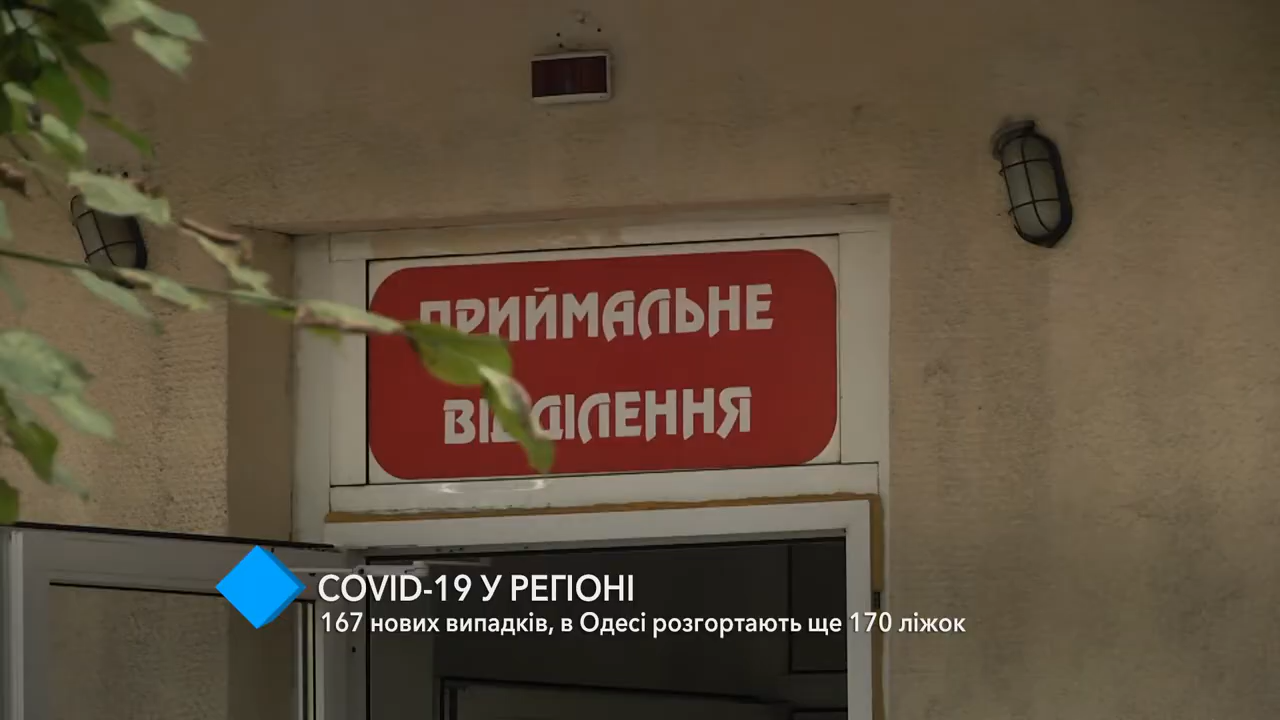 ПРИЙМАЛЬНЕ
ВІДДІЛЕННЯ
COVID-19 У РЕГІОНІ
167 нових випадків, в Одесі розгортають ще 170 ліжок